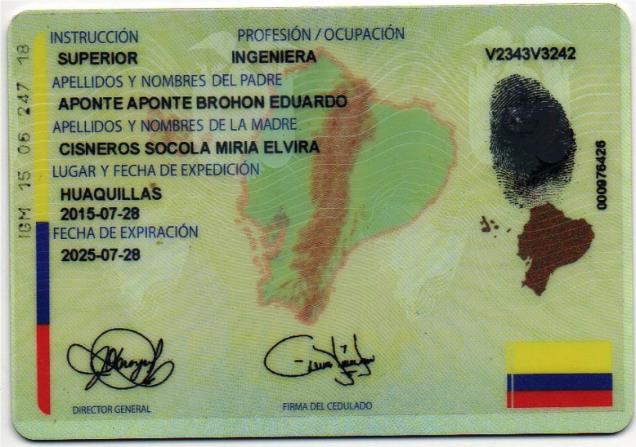 INSTRUCCIÓN PROFESIÓN / OCUPACIÓN
SUPERIOR INGENIERA V2343V3242
APELLIDOS Y NOMBRES DEL PADRE
APONTE APONTE BROHON EDUARDO
APELLIDOS Y NOMBRES DE LA MADRE
CISNEROS SOCOLA MIRIA ELVIRA
LUGAR Y FECHA DE EXPEDICIÓN
HUAQUILLAS
2015-07-28
FECHA DE EXPIRACIÓN
2025-07-28
IGM 15 06 247 18
000976426
DIRECTOR GENERAL FIRMA DEL CEDULADO